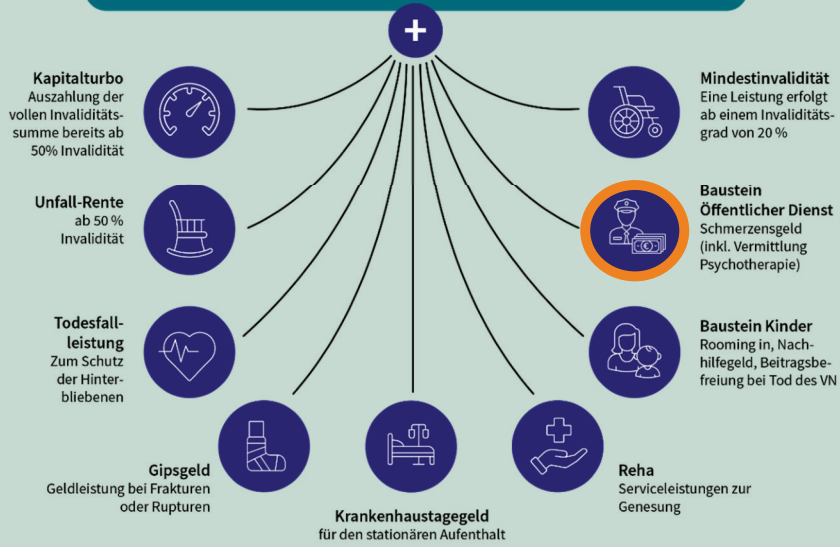 +
Kapitalturbo
Auszahlung der
vollen Invaliditäts-
summe bereits ab
50% Invalidität
Unfall-Rente
ab 50 %
Invalidität
Todesfall-
leistung
Zum Schutz
der Hinter-
bliebenen
Gipsgeld
Geldleistung bei Frakturen
oder Rupturen
Krankenhaustagegeld
für den stationären Aufenthalt
Reha
Serviceleistungen zur
Genesung
Baustein Kinder
Rooming in, Nach-
hilfegeld, Beitragsbe-
freiung bei Tod des VN
Baustein
Öffentlicher Dienst
Schmerzensgeld
(inkl. Vermittlung
Psychotherapie)
€
Mindestinvalidität
Eine Leistung erfolgt
ab einem Invaliditäts-
grad von 20 %